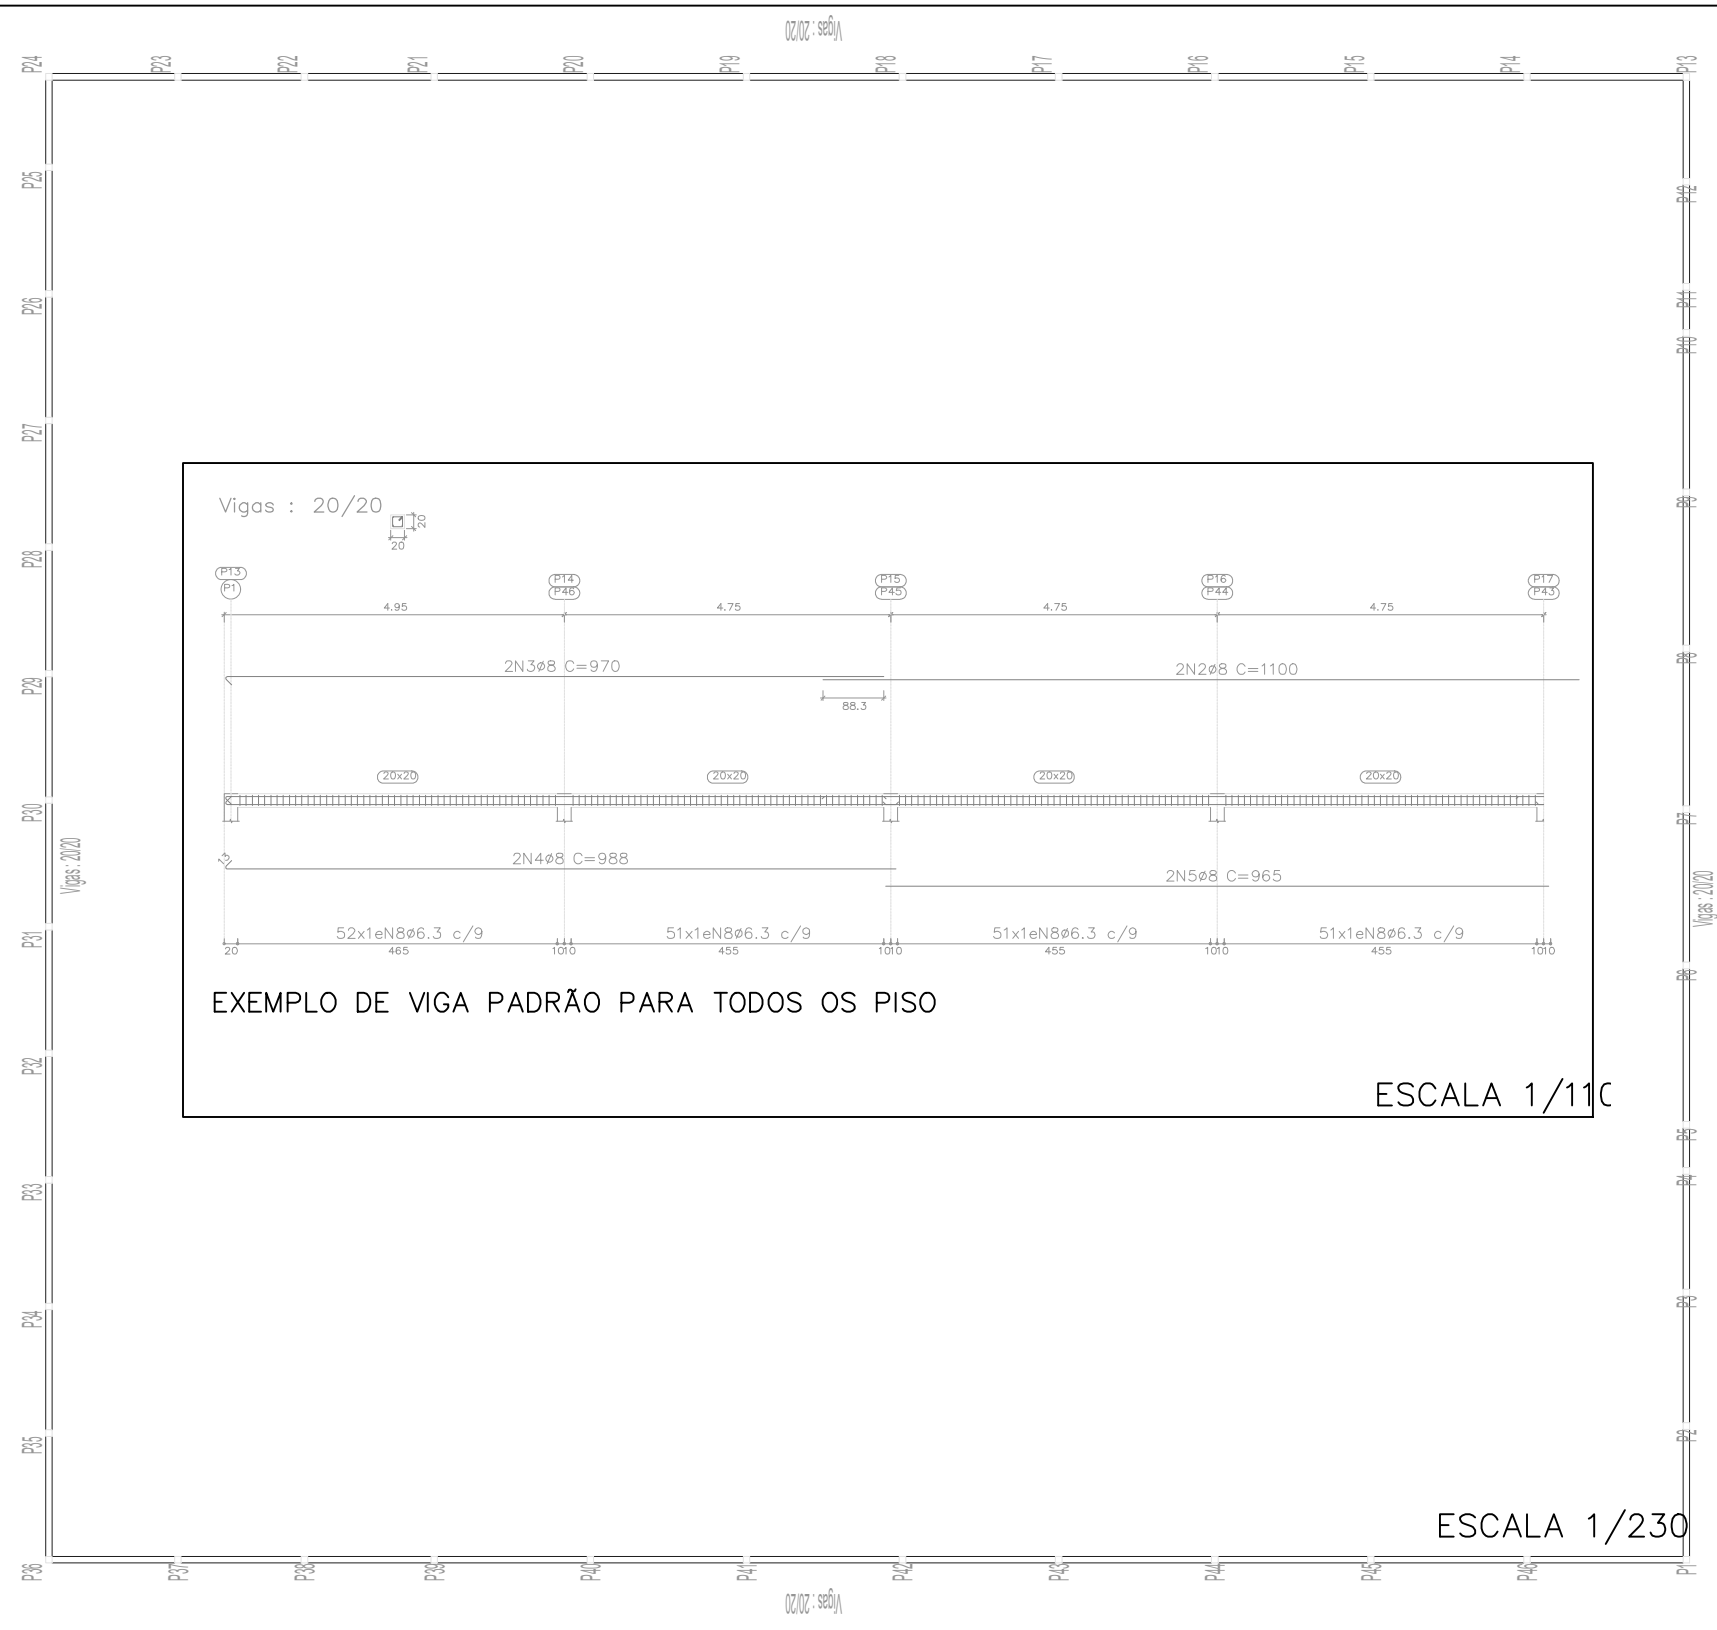 Vigas : 20/20
P24
P23
P22
P21
P20
P19
P18
P17
P16
P15
P14
P13
P25
P12
P26
P11
P10
P27
Vigas : 20/20
20
20
P28
P9
P13
P1
P14
P46
P15
P45
P16
P44
P17
P43
4.95
4.75
4.75
4.75
P29
P8
2N3ø8 C=970
2N2ø8 C=1100
88.3
20x20
20x20
20x20
20x20
P30
P7
Vigas : 20/20
Vigas : 20/20
13
2N4ø8 C=988
2N5ø8 C=965
P31
52x1eN8ø6.3 c/9
51x1eN8ø6.3 c/9
51x1eN8ø6.3 c/9
51x1eN8ø6.3 c/9
20
465
1010
455
1010
455
1010
455
1010
P6
EXEMPLO DE VIGA PADRÃO PARA TODOS OS PISO
P32
ESCALA 1/110
P5
P33
P4
P34
P3
P35
P2
ESCALA 1/230
P36
P37
P38
P39
P40
P41
P42
P43
P44
P45
P46
P1
Vigas : 20/20